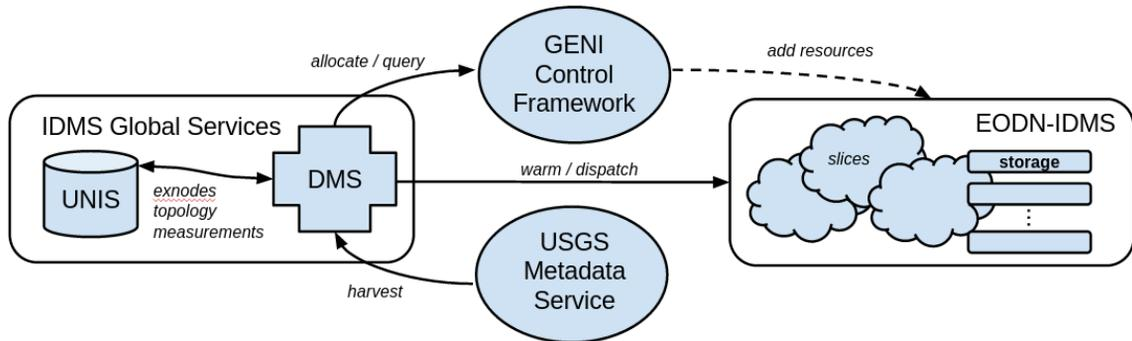 GENI
Control
Framework
allocate / query
add resources
IDMS Global Services
EODN-IDMS
UNIS
exnodes
topology
measurements
DMS
warm / dispatch
slices
storage
USGS
Metadata
Service
harvest